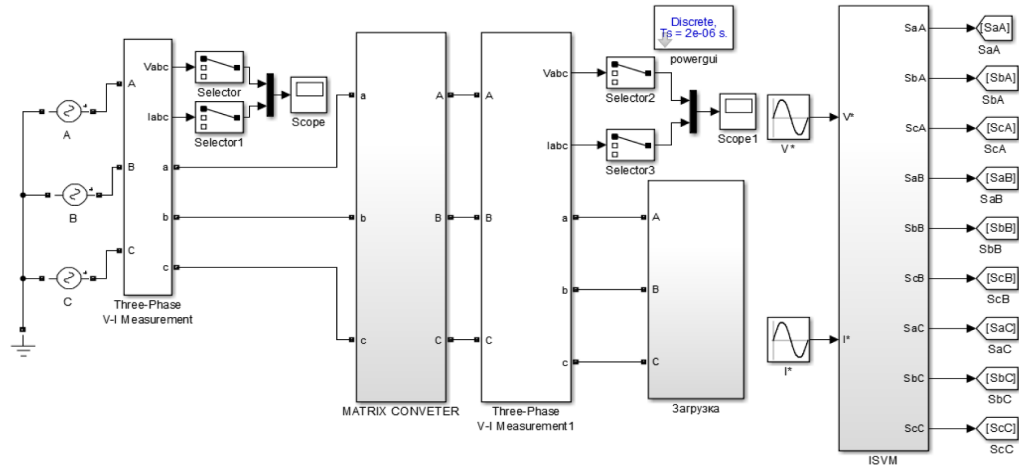 Discrete,
Ts = 2e-06 s.
powergui
A
B
C
A
B
C
Vabc
Iabc
a
b
c
Three-Phase
V-I Measurement
Selector
Selector1
Scope
a
b
c
A
B
C
MATRIX CONVETER
A
B
C
Vabc
Iabc
a
b
c
Three-Phase
V-I Measurement1
Selector2
Selector3
Scope1
A
B
C
Загрузка
V*
I*
V*
I*
SaA
SbA
ScA
SaB
SbB
ScB
SaC
SbC
ScC
ISVM
[SaA]
SaA
[SbA]
SbA
[ScA]
ScA
[SaB]
SaB
[SbB]
SbB
[ScB]
ScB
[SaC]
SaC
[SbC]
SbC
[ScC]
ScC